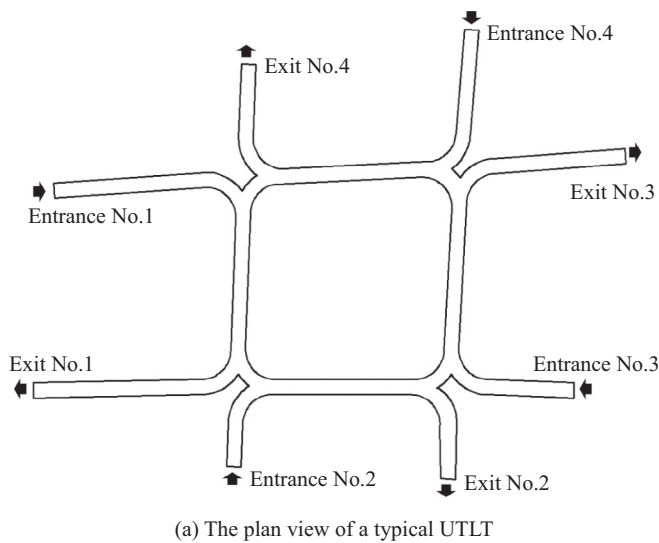 Entrance No.4
Exit No.4
Exit No.3
Entrance No.1
Exit No.1
Entrance No.3
Entrance No.2
Exit No.2
(a) The plan view of a typical UTLT